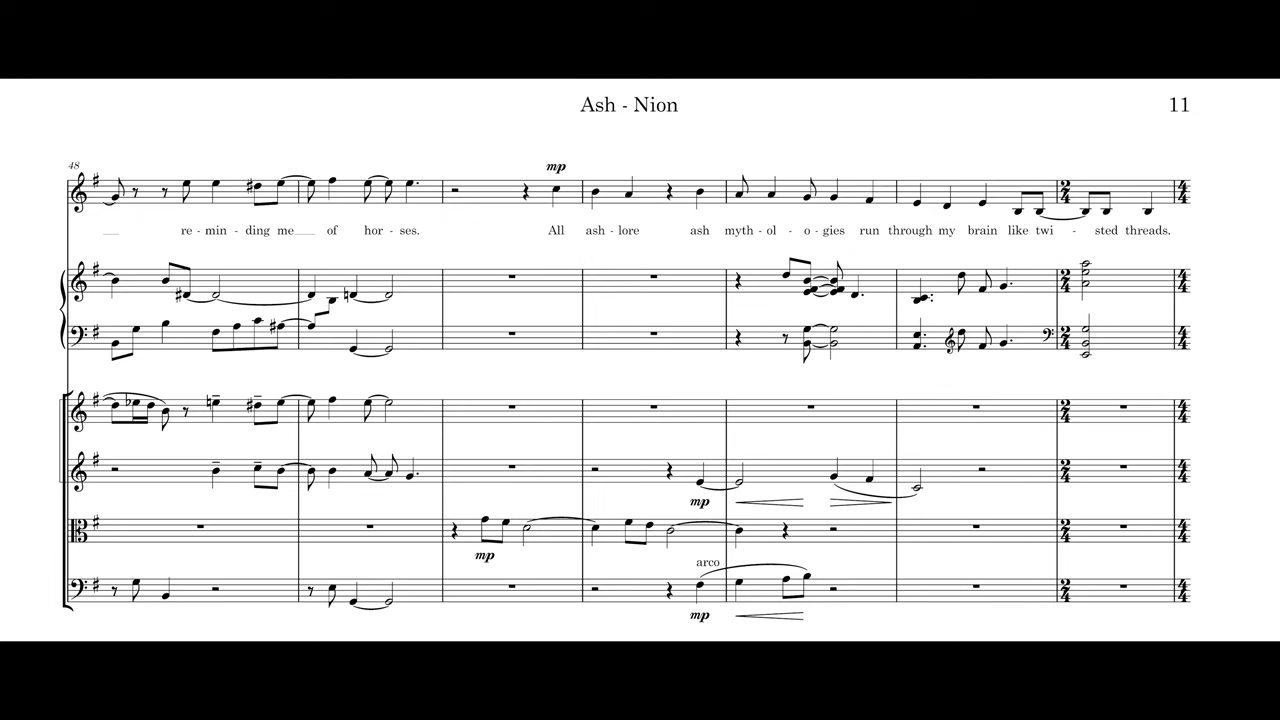 Ash - Nion
11
48
mp
re - min - ding me of hor - ses. All ash - lore ash myth - ol - o - gies run through my brain like twi - sted threads.
mp
mp
arco
mp